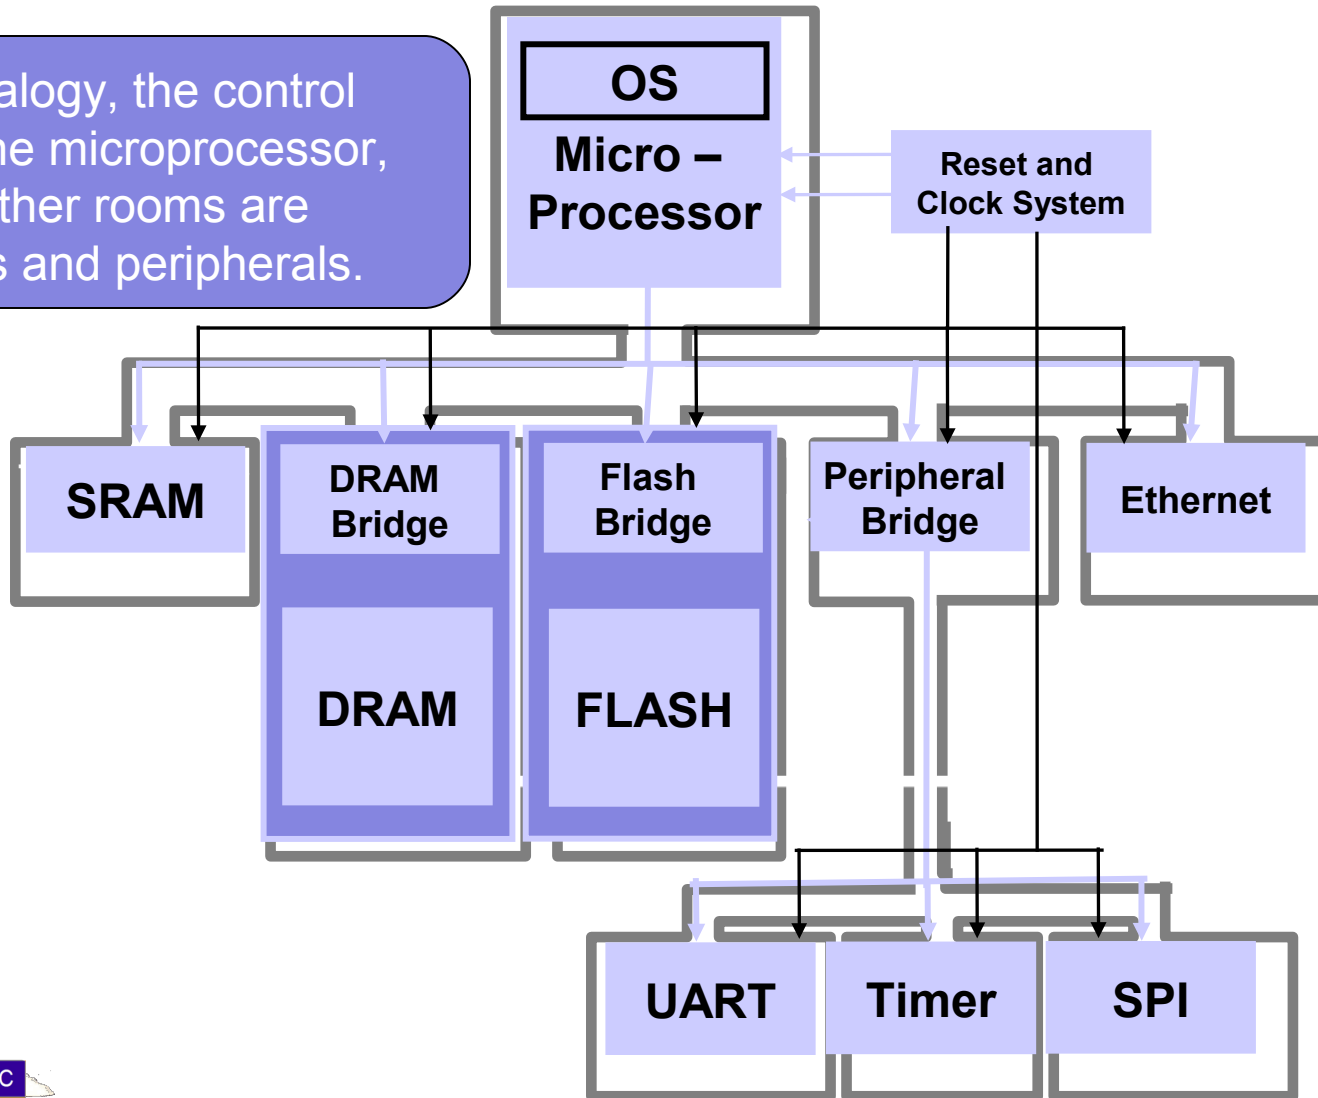 alogy, the control
ne microprocessor,
ther rooms are
s and peripherals.
OS
Micro –
Processor
Reset and
Clock System
SRAM
DRAM
Bridge
Flash
Bridge
Peripheral
Bridge
Ethernet
DRAM
FLASH
UART
Timer
SPI
C